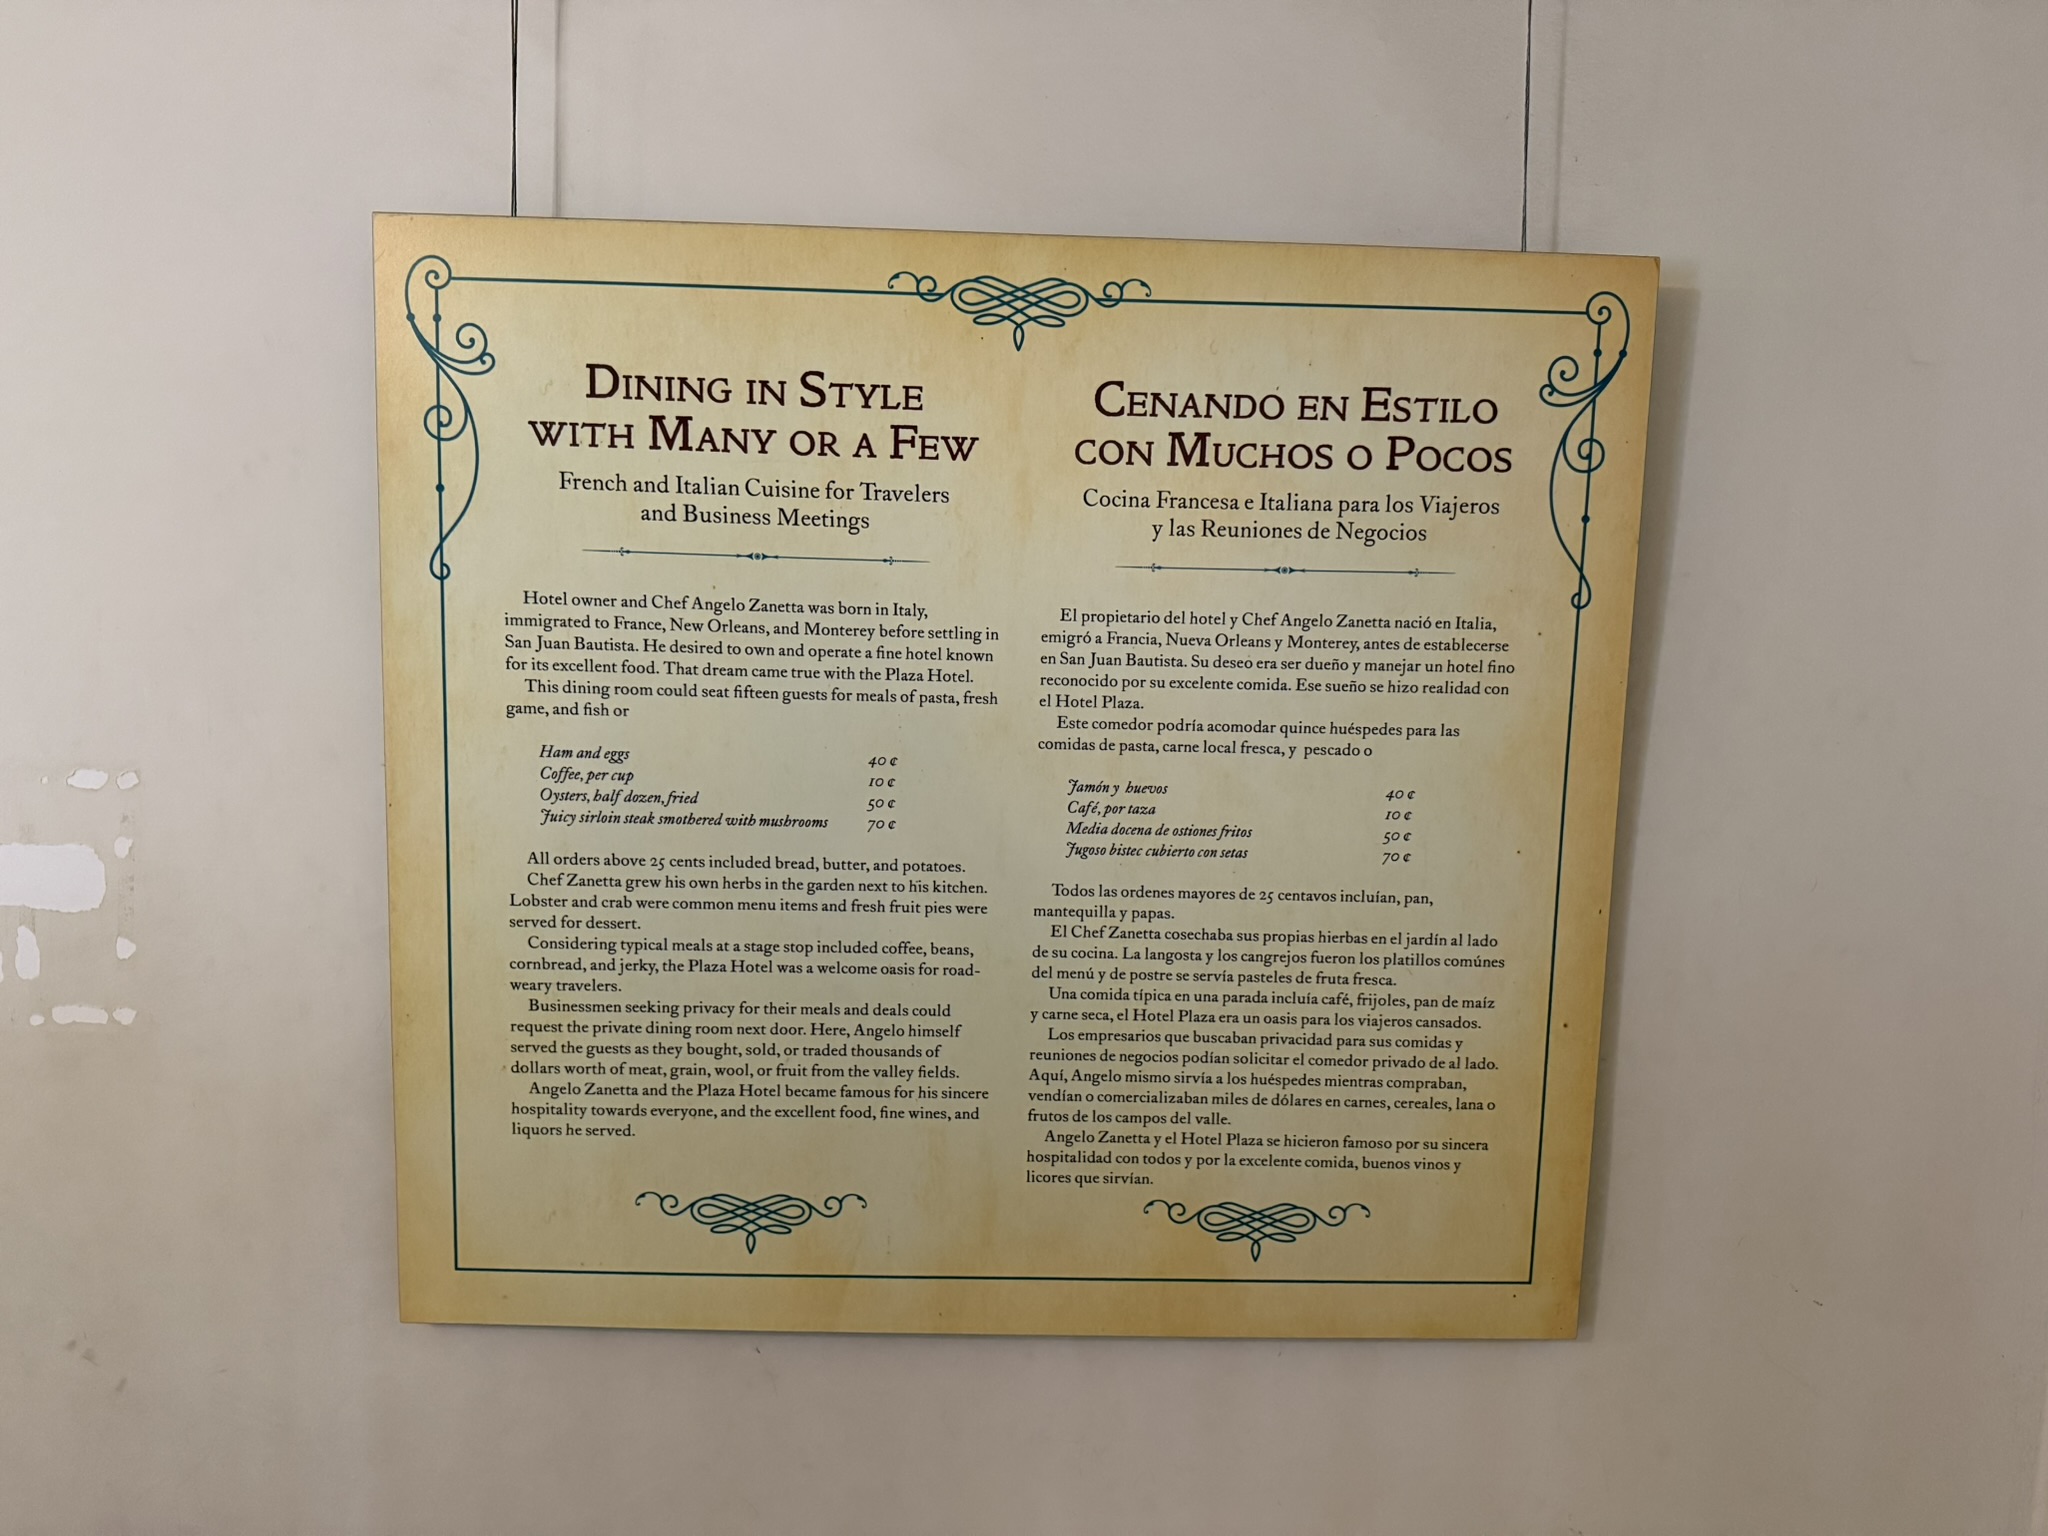 Dining in Style
with Many or a Few
French and Italian Cuisine for Travelers
and Business Meetings
Hotel owner and Chef Angelo Zanetta was born in Italy,
immigrated to France, New Orleans, and Monterey before settling in
San Juan Bautista. He desired to own and operate a fine hotel known
for its excellent food. That dream came true with the Plaza Hotel.
This dining room could seat fifteen guests for meals of pasta, fresh
game, and fish or
Ham and eggs 40 ¢
Coffee, per cup 10 ¢
Oysters, half dozen, fried 50 ¢
Juicy sirloin steak smothered with mushrooms 70 ¢
All orders above 25 cents included bread, butter, and potatoes.
Chef Zanetta grew his own herbs in the garden next to his kitchen.
Lobster and crab were common menu items and fresh fruit pies were
served for dessert.
Considering typical meals at a stage stop included coffee, beans,
cornbread, and jerky, the Plaza Hotel was a welcome oasis for road-
weary travelers.
Businessmen seeking privacy for their meals and deals could
request the private dining room next door. Here, Angelo himself
served the guests as they bought, sold, or traded thousands of
dollars worth of meat, grain, wool, or fruit from the valley fields.
Angelo Zanetta and the Plaza Hotel became famous for his sincere
hospitality towards everyone, and the excellent food, fine wines, and
liquors he served.
Cenando en Estilo
con Muchos o Pocos
Cocina Francesa e Italiana para los Viajeros
y las Reuniones de Negocios
El propietario del hotel y Chef Angelo Zanetta nació en Italia,
emigró a Francia, Nueva Orleans y Monterey, antes de establecerse
en San Juan Bautista. Su deseo era ser dueño y manejar un hotel fino
reconocido por su excelente comida. Ese sueño se hizo realidad con
el Hotel Plaza.
Este comedor podría acomodar quince huéspedes para las
comidas de pasta, carne local fresca, y pescado o
Jamón y huevos 40 ¢
Café, por taza 10 ¢
Media docena de ostiones fritos 50 ¢
Jugoso bistec cubierto con setas 70 ¢
Todos las ordenes mayores de 25 centavos incluían, pan,
mantequilla y papas.
El Chef Zanetta cosechaba sus propias hierbas en el jardín al lado
de su cocina. La langosta y los cangrejos fueron los platillos comúnes
del menú y de postre se servía pasteles de fruta fresca.
Una comida típica en una parada incluía café, frijoles, pan de maíz
y carne seca, el Hotel Plaza era un oasis para los viajeros cansados.
Los empresarios que buscaban privacidad para sus comidas y
reuniones de negocios podían solicitar el comedor privado de al lado.
Aquí, Angelo mismo sirvía a los huéspedes mientras compraban,
vendían o comercializaban miles de dólares en carnes, cereales, lana o
frutos de los campos del valle.
Angelo Zanetta y el Hotel Plaza se hicieron famoso por su sincera
hospitalidad con todos y por la excelente comida, buenos vinos y
licores que sirvían.